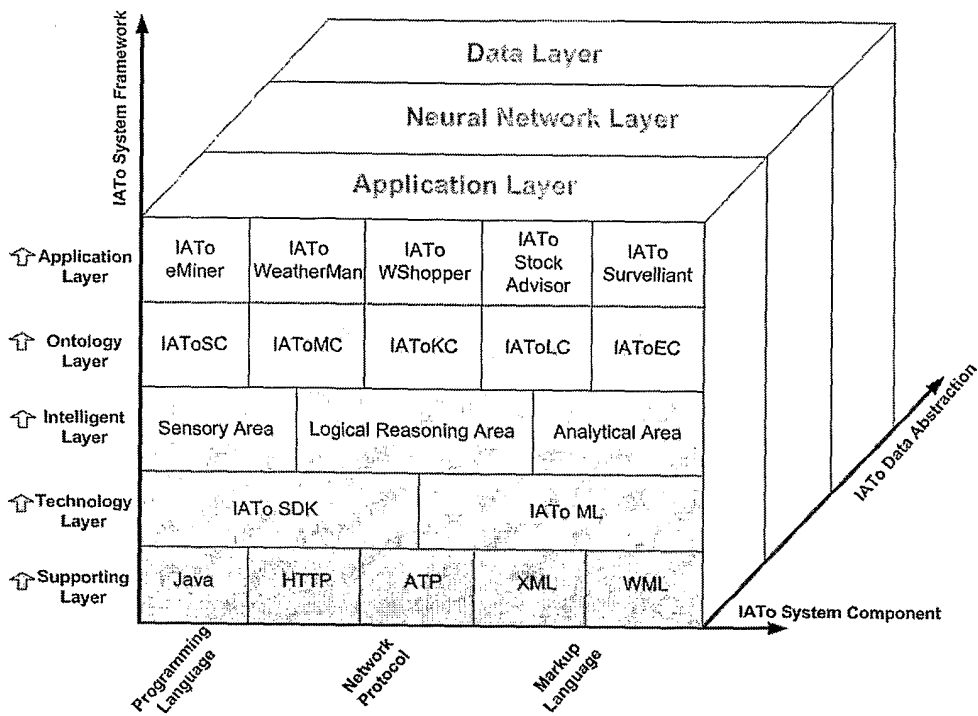 IATo System Framework
Data Layer
Neural Network Layer
Application Layer
Application
Layer
IATo
eMiner
IATo
WeatherMan
IATo
WShopper
IATo
Stock
Advisor
IATo
Survelliant
Ontology
Layer
IAToSC
IAToMC
IAToKC
IAToLC
IAToEC
Intelligent
Layer
Sensory Area
Logical Reasoning Area
Analytical Area
Technology
Layer
IATo SDK
IATo ML
Supporting
Layer
Java
HTTP
ATP
XML
WML
IATo Data Abstraction
IATo System Component
Programming
Language
Network
Protocol
Markup
Language